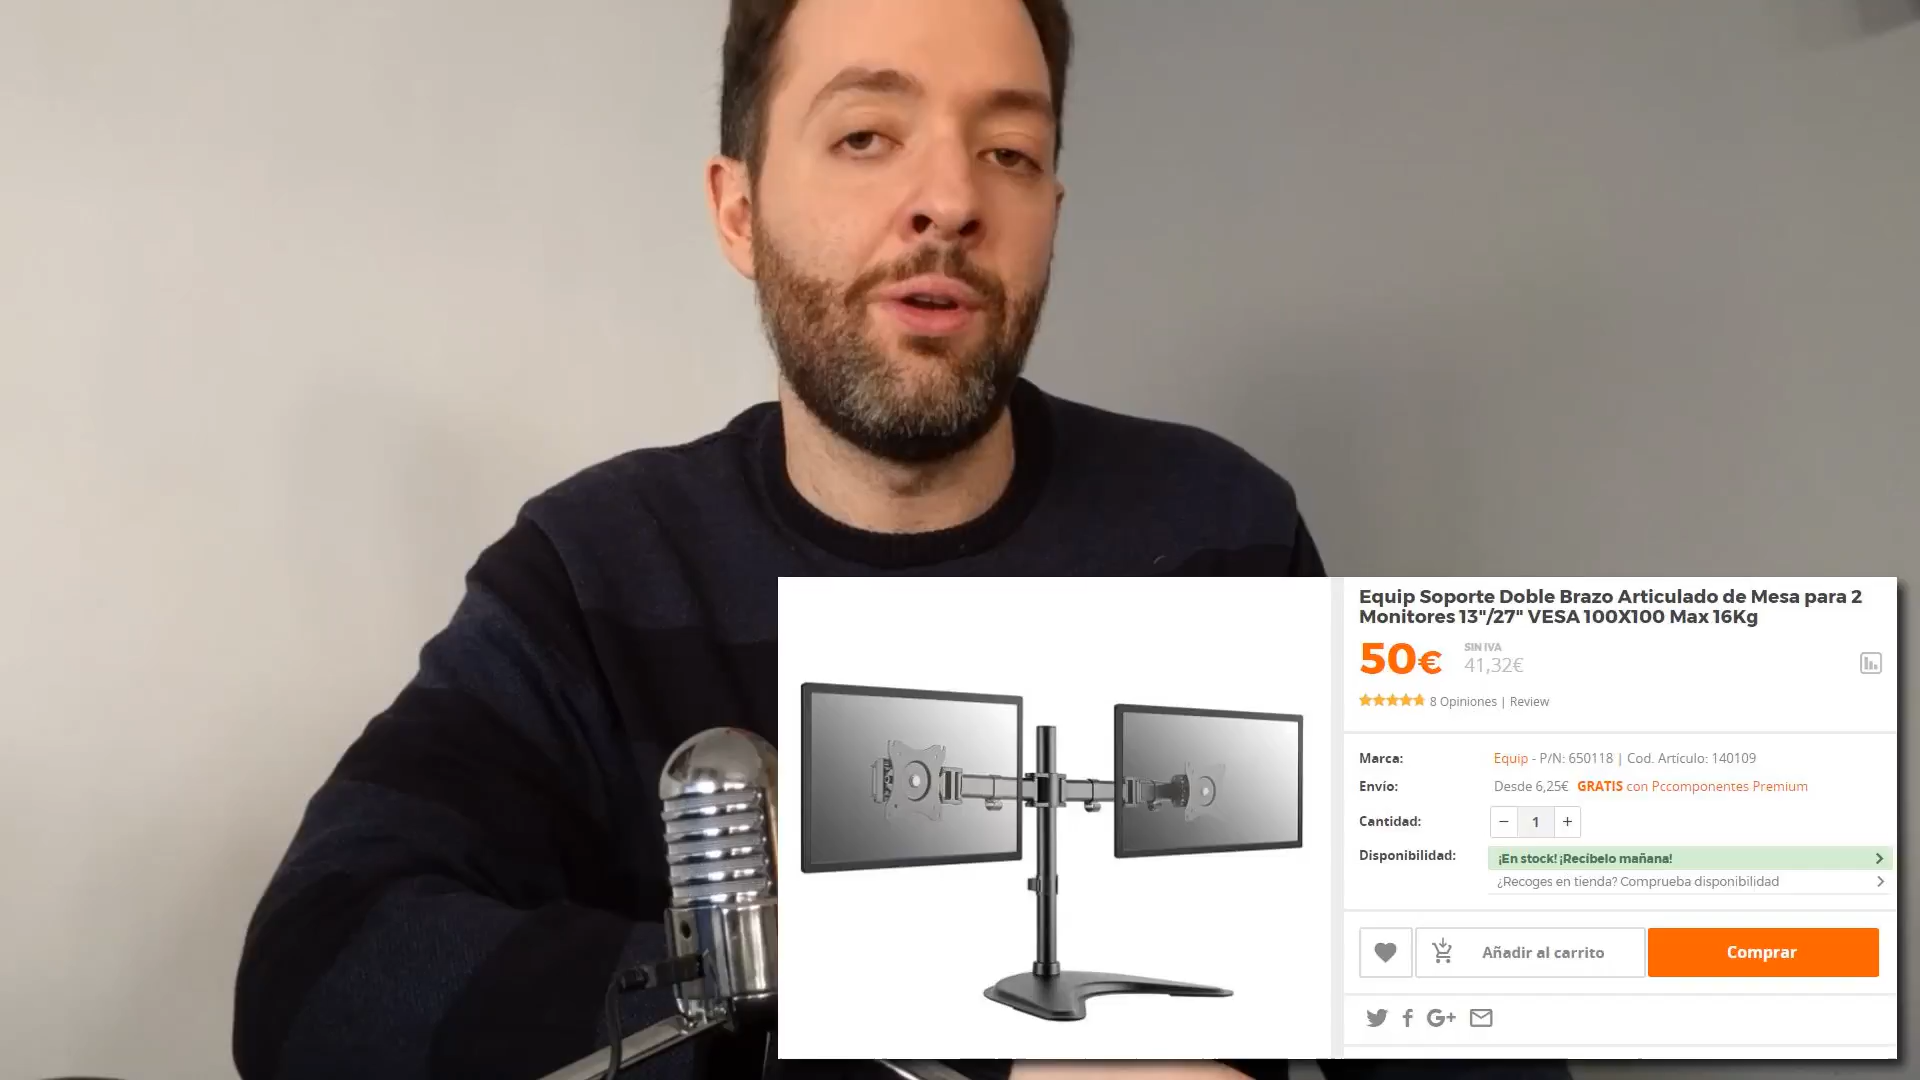 Equip Soporte Doble Brazo Articulado de Mesa para 2
Monitores 13"/27" VESA 100X100 Max 16Kg
50€
SIN IVA
41,32€
8 Opiniones | Review
Marca:
Equip - P/N: 650118 | Cod. Artículo: 140109
Envío:
Desde 6,25€ GRATIS con Pccomponentes Premium
Cantidad:
− 1 +
Disponibilidad:
¡En stock! ¡Recíbelo mañana!
¿Recoges en tienda? Comprueba disponibilidad
Añadir al carrito
Comprar
G+